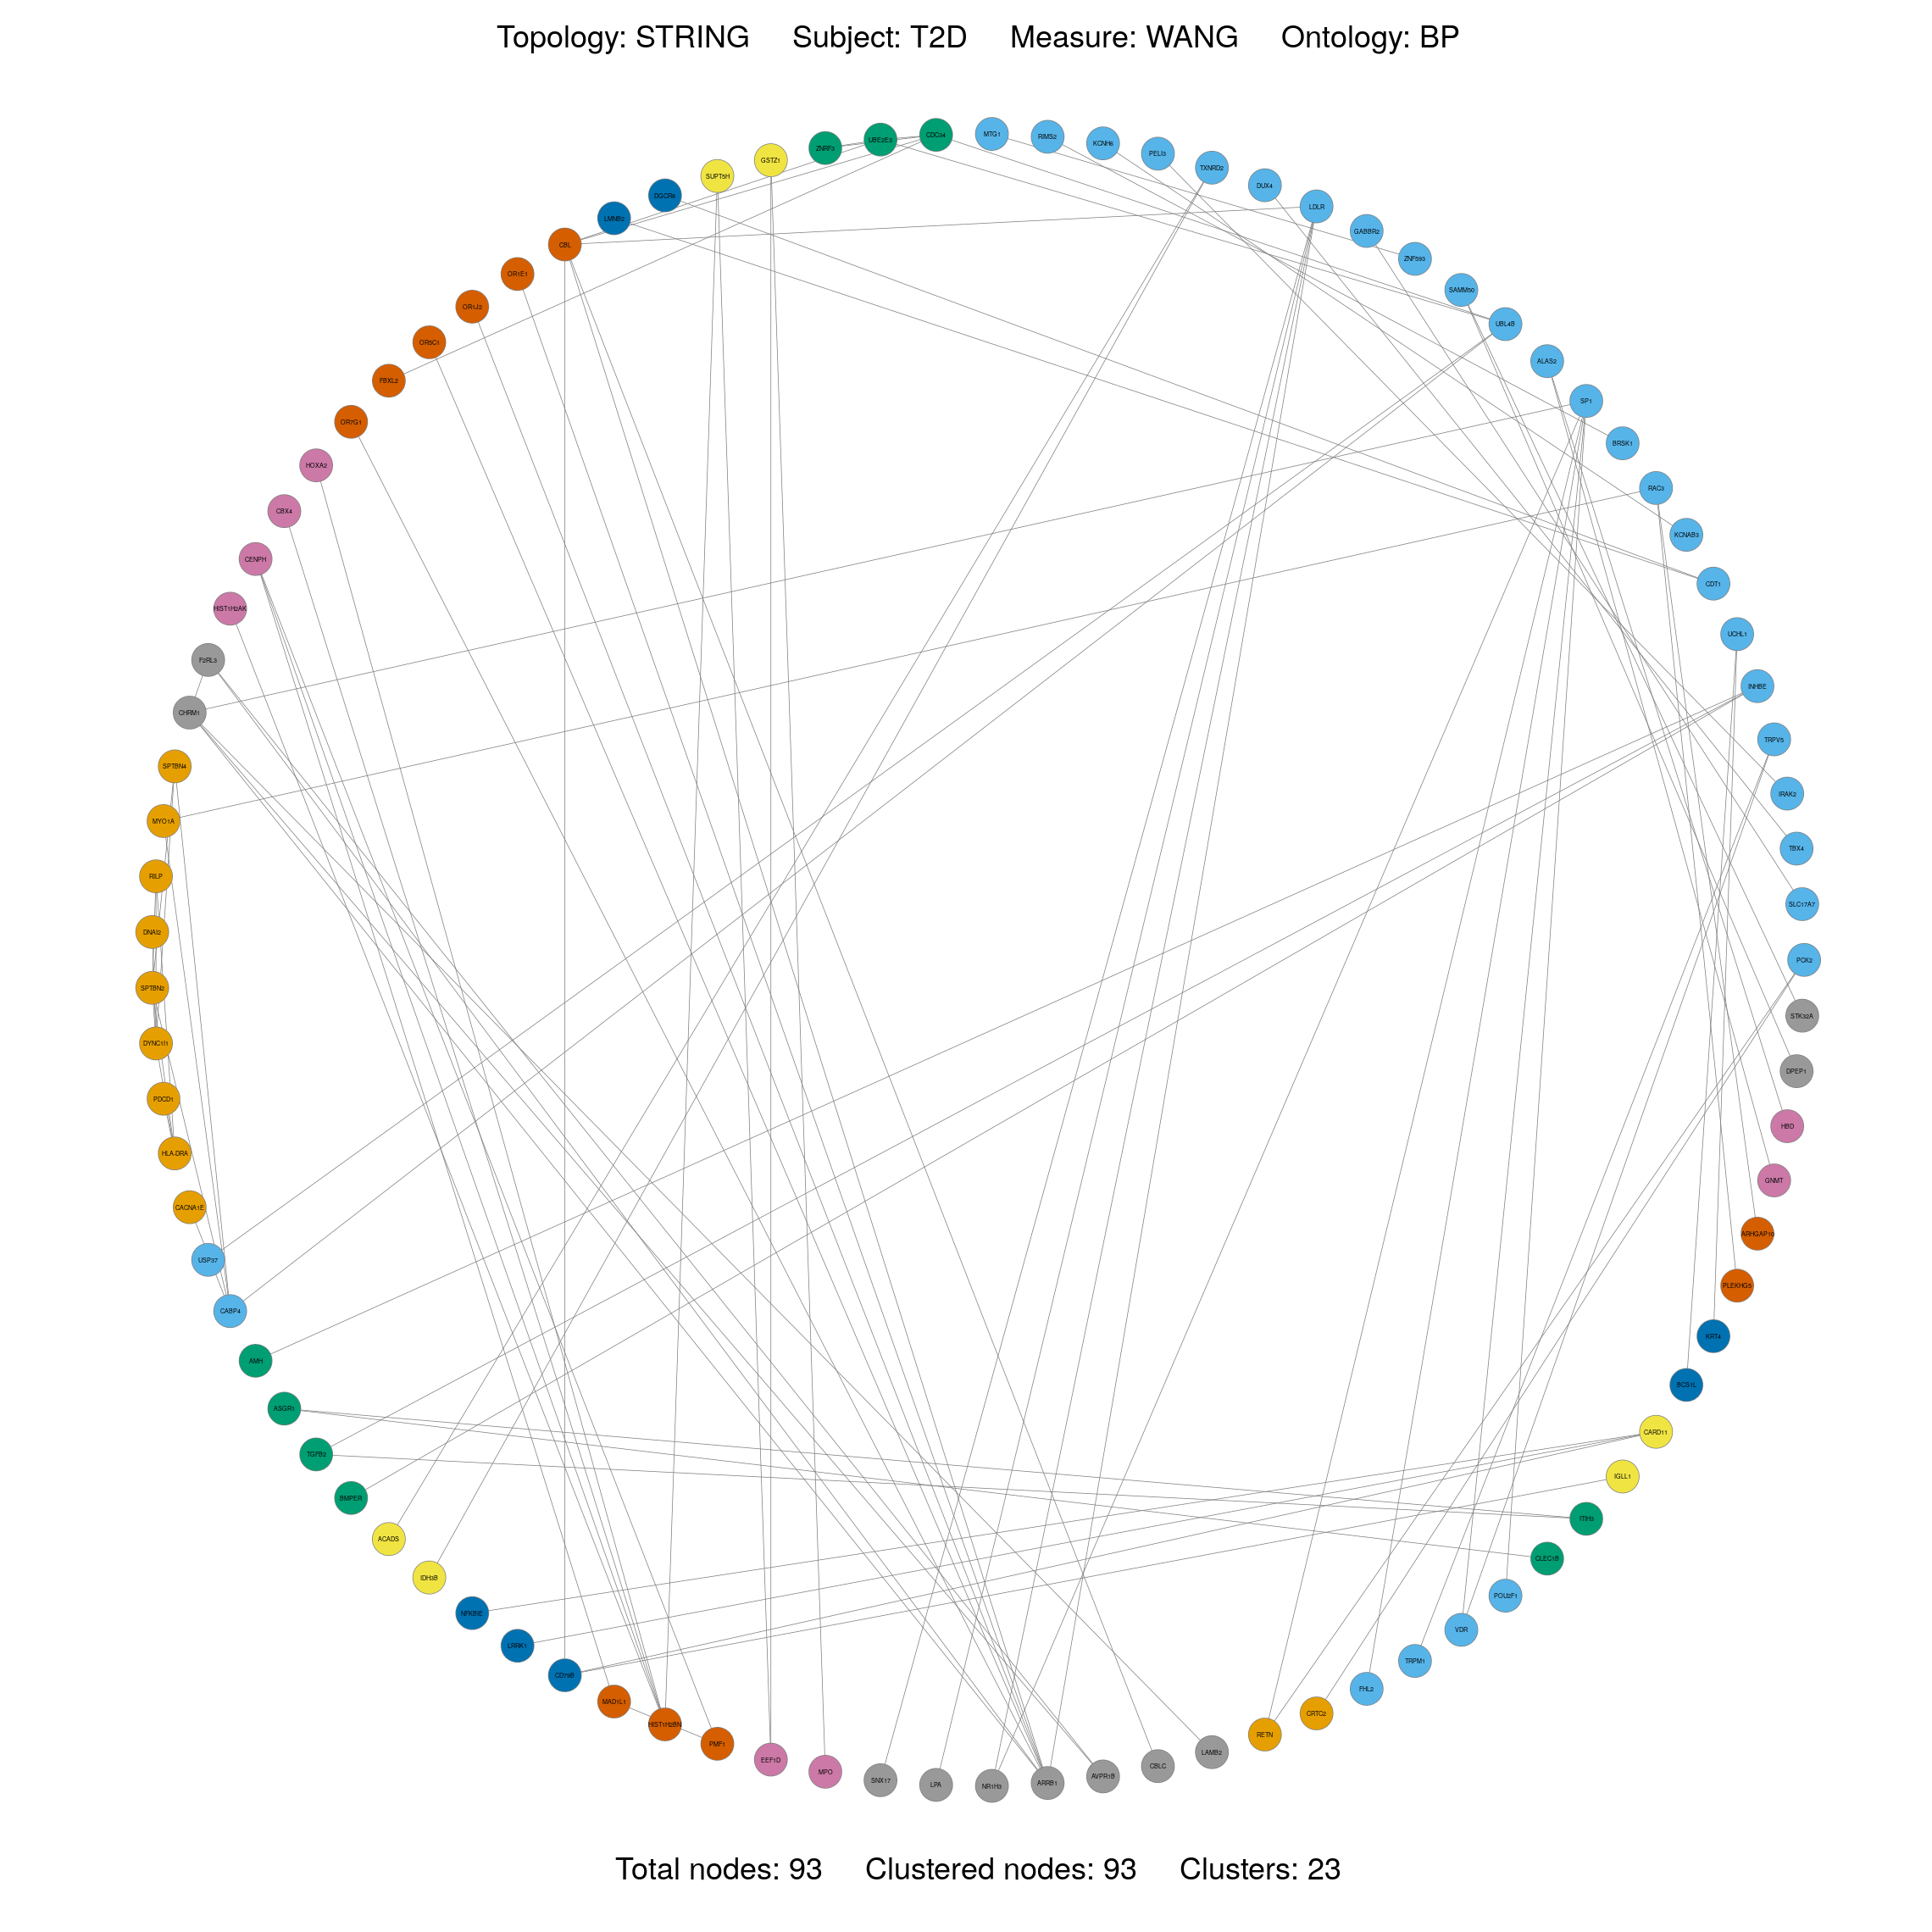 Topology: STRING Subject: T2D Measure: WANG Ontology: BP
CDC34
MTG1
RIMS2
KCNH6
PELI3
TXNRD2
DUX4
LDLR
GABBR2
ZNF593
SAMM50
UBL4B
ALAS2
SP1
BRSK1
RAC3
KCNAB3
CDT1
UCHL1
INHBE
TRPV5
IRAK2
TBX4
SLC17A7
PCK2
STK32A
DPEP1
HBD
GNMT
ARHGAP10
PLEKHG5
KRT4
BCS1L
CARD11
IGLL1
ITIH3
CLEC1B
POU2F1
VDR
TRPM1
FHL2
CRTC2
RETN
LAMB2
CBLC
AVPR1B
ARRB1
NR1H3
LPA
SNX17
MPO
EEF1D
PMF1
HIST1H2BN
MAD1L1
CD79B
LRRK1
NFKBIE
IDH3B
ACADS
BMPER
TGFB2
ASGR1
AMH
CABP4
USP37
CACNA1E
HLA-DRA
PDCD1
DYNC1I1
SPTBN2
DNAI2
RILP
MYO1A
SPTBN4
CHRM1
F2RL3
HIST1H2AK
CENPH
CBX4
HOXA2
OR7G1
FBXL2
OR5C1
OR1J2
OR1E1
CBL
LMNB2
DGCR8
SUPT5H
GSTZ1
ZNRF3
UBE2E3
Total nodes: 93 Clustered nodes: 93 Clusters: 23